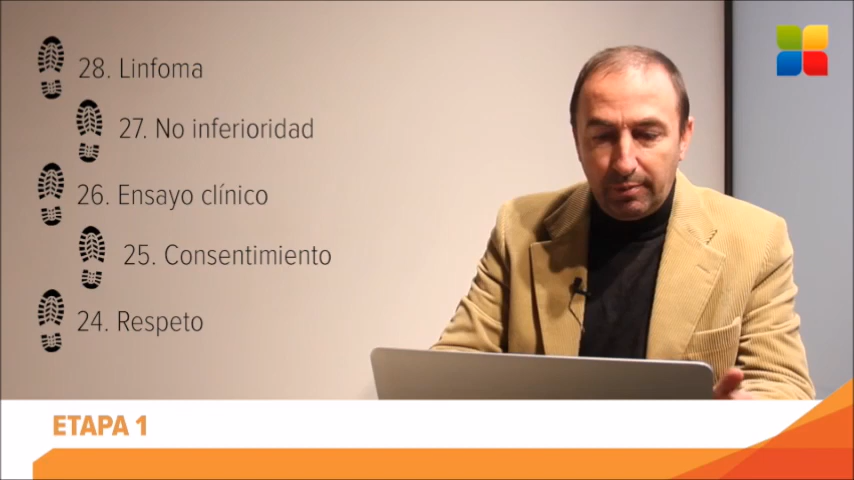 28. Linfoma
27. No inferioridad
26. Ensayo clínico
25. Consentimiento
24. Respeto
ETAPA 1